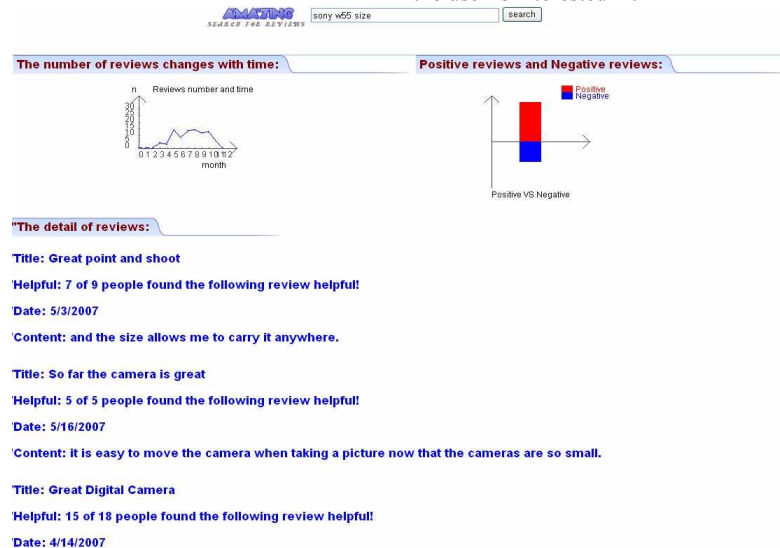 AMAZING
SEARCH FOR REVIEWS
sony w55 size
search
The number of reviews changes with time:
Positive reviews and Negative reviews:
n Reviews number and time
30
25
20
15
10
5
0
0 1 2 3 4 5 6 7 8 9 10 11 12
month
Positive
Negative
Positive VS Negative
"The detail of reviews:
'Title: Great point and shoot
'Helpful: 7 of 9 people found the following review helpful!
'Date: 5/3/2007
'Content: and the size allows me to carry it anywhere.
'Title: So far the camera is great
'Helpful: 5 of 5 people found the following review helpful!
'Date: 5/16/2007
'Content: it is easy to move the camera when taking a picture now that the cameras are so small.
'Title: Great Digital Camera
'Helpful: 15 of 18 people found the following review helpful!
'Date: 4/14/2007